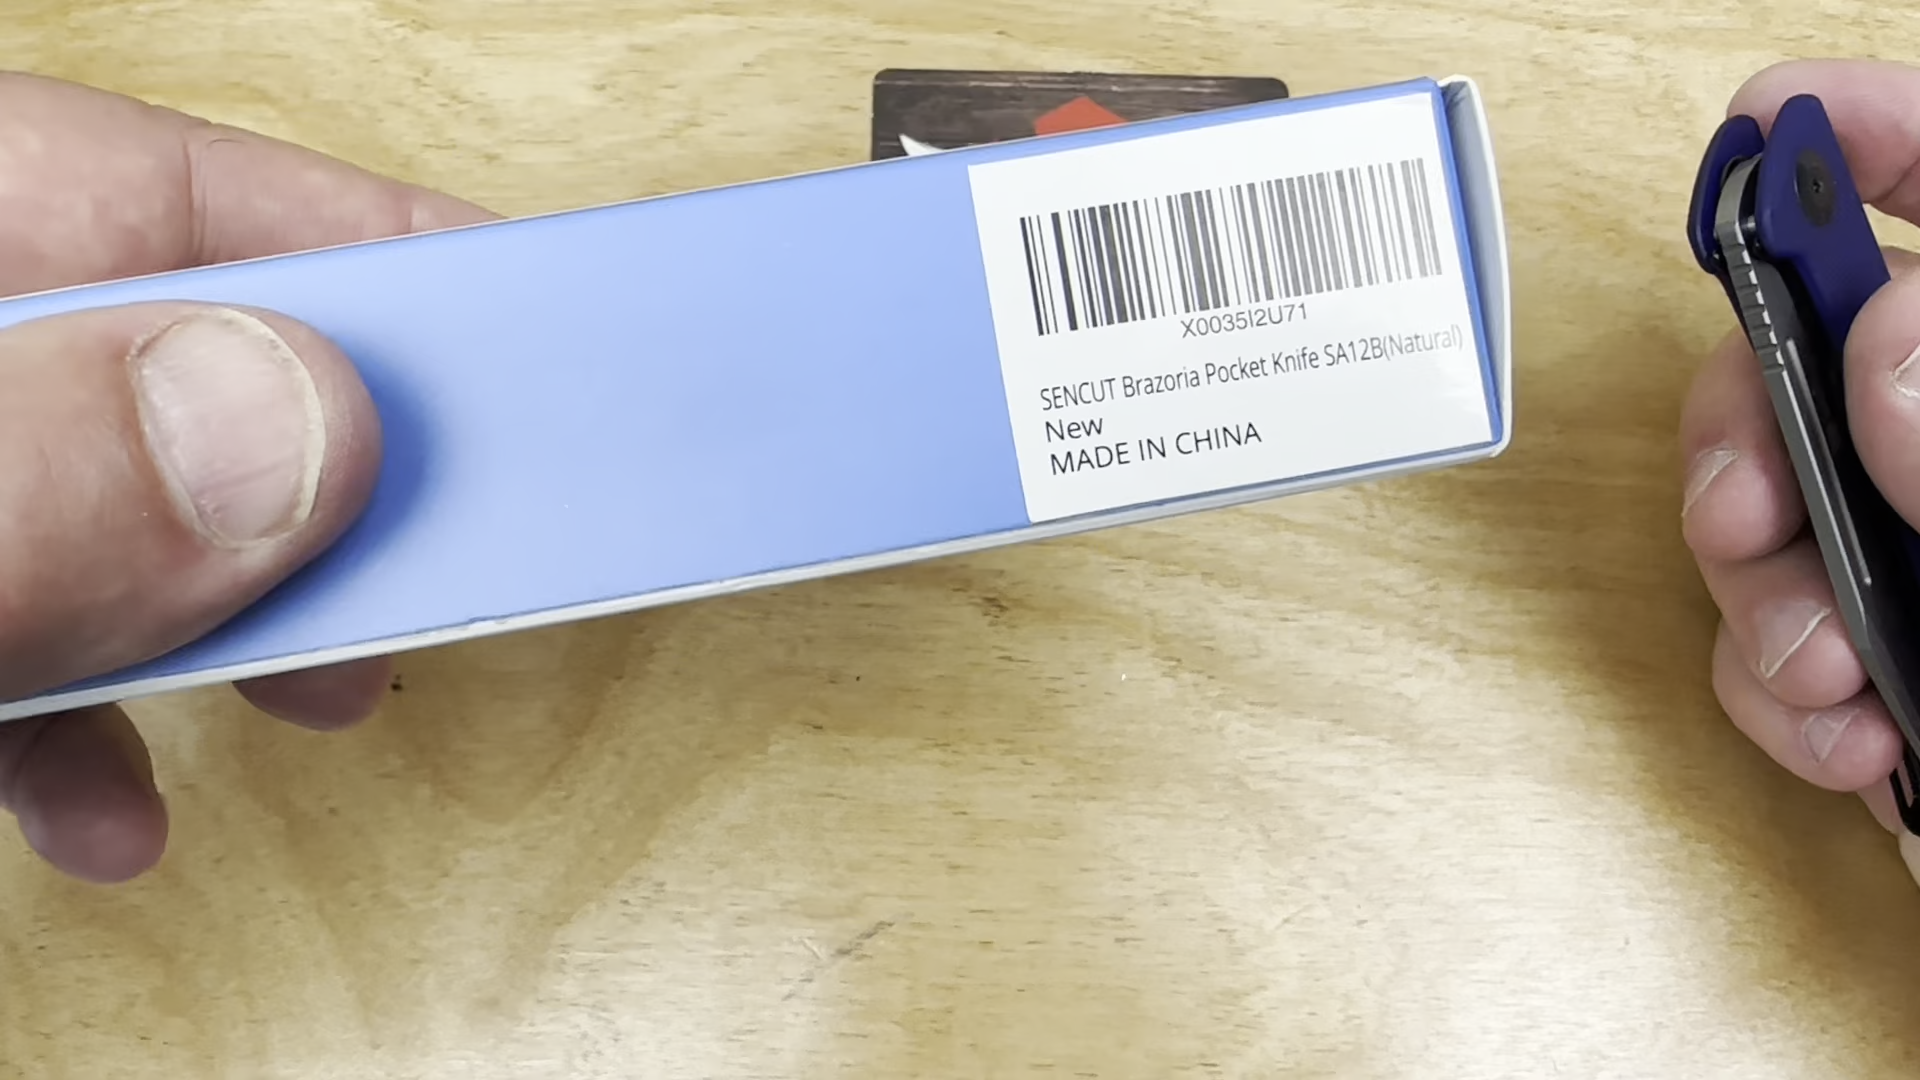 X0035I2U71
SENCUT Brazoria Pocket Knife SA12B(Natural)
New
MADE IN CHINA